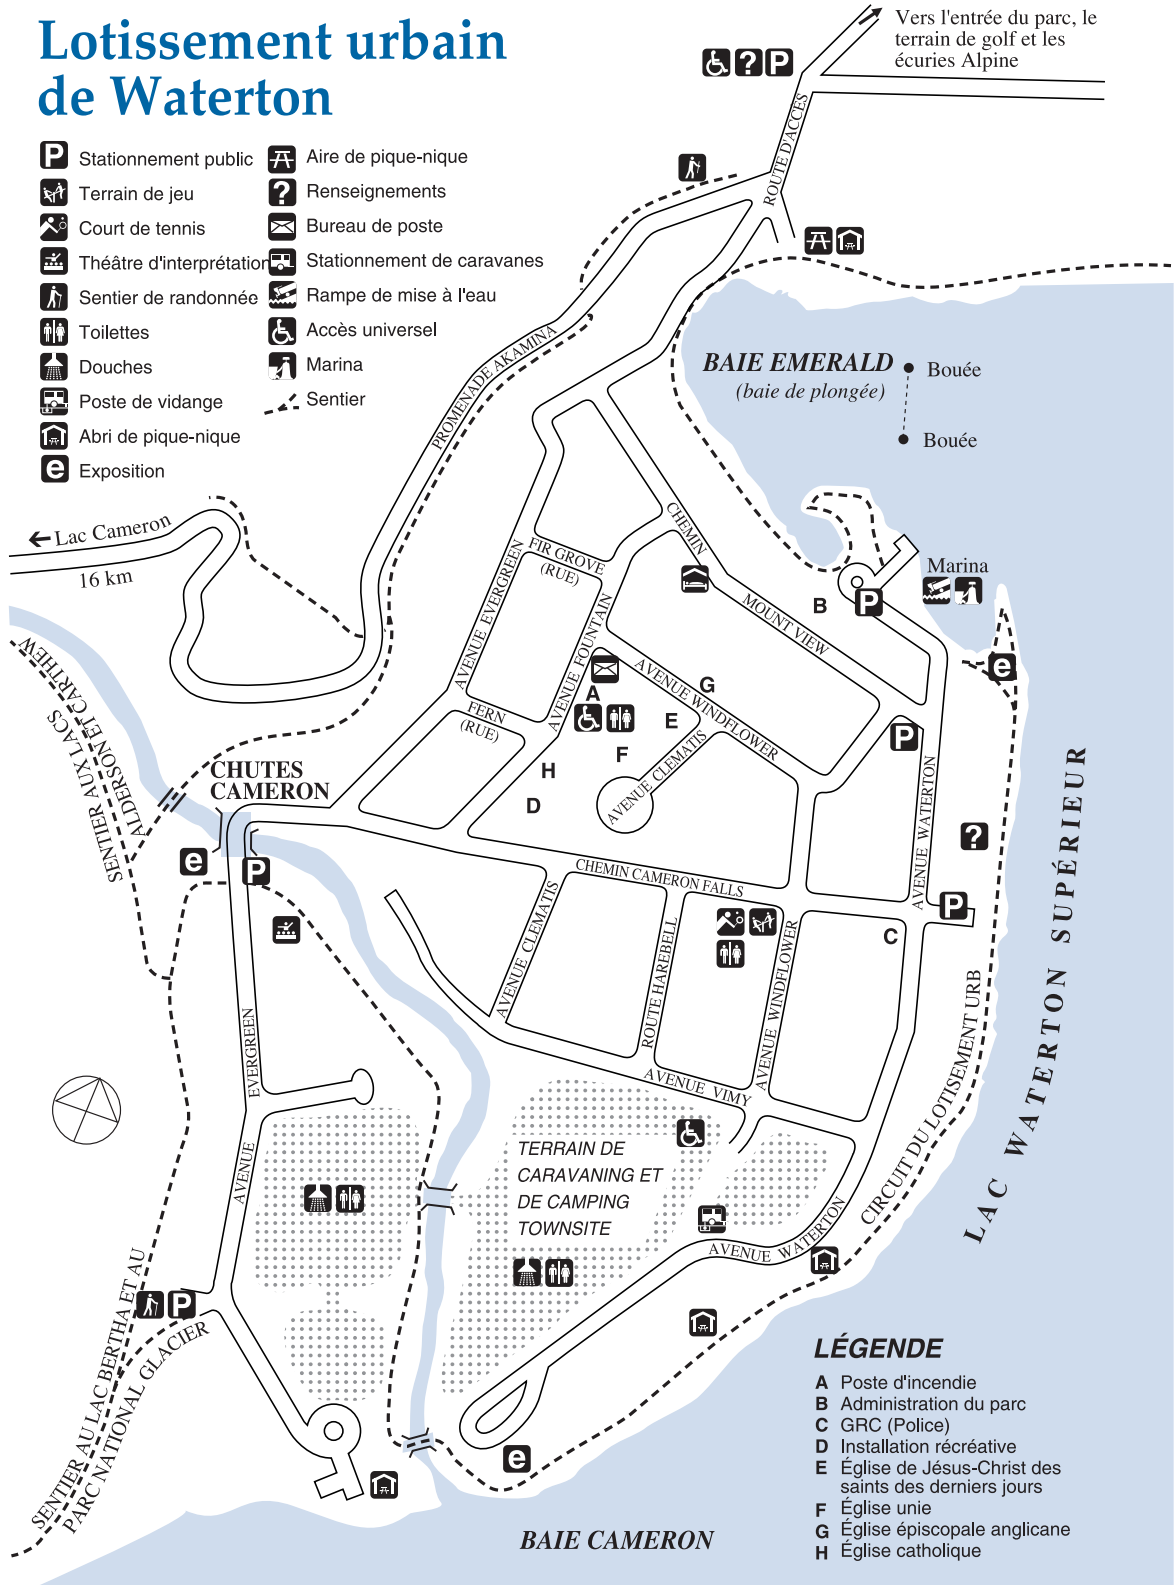 Lotissement urbain
de Waterton
P Stationnement public
Terrain de jeu
Court de tennis
Théâtre d'interprétation
Sentier de randonnée
Toilettes
Douches
Poste de vidange
Abri de pique-nique
e Exposition
Aire de pique-nique
? Renseignements
Bureau de poste
Stationnement de caravanes
Rampe de mise à l'eau
Accès universel
Marina
Sentier
Vers l'entrée du parc, le
terrain de golf et les
écuries Alpine
? P
ROUTE D'ACCES
PROMENADE AKAMINA
BAIE EMERALD
(baie de plongée)
Bouée
Bouée
Lac Cameron
16 km
CHEMIN
MOUNT VIEW
FIR GROVE
(RUE)
AVENUE EVERGREEN
AVENUE FOUNTAIN
Marina
B
P
e
AVENUE WINDFLOWER
G
A
E
F
FERN
(RUE)
AVENUE CLEMATIS
H
D
P
AVENUE WATERTON
?
SENTIER AUX LACS
ALDERSON ET CARTHEW
CHUTES
CAMERON
e
P
CHEMIN CAMERON FALLS
P
C
AVENUE CLEMATIS
ROUTE HAREBELL
AVENUE WINDFLOWER
AVENUE VIMY
EVERGREEN
AVENUE
LAC WATERTON SUPÉRIEUR
CIRCUIT DU LOTISEMENT URB
TERRAIN DE
CARAVANING ET
DE CAMPING
TOWNSITE
AVENUE WATERTON
P
SENTIER AU LAC BERTHA ET AU
PARC NATIONAL GLACIER
e
BAIE CAMERON
LÉGENDE
A Poste d'incendie
B Administration du parc
C GRC (Police)
D Installation récréative
E Église de Jésus-Christ des
saints des derniers jours
F Église unie
G Église épiscopale anglicane
H Église catholique